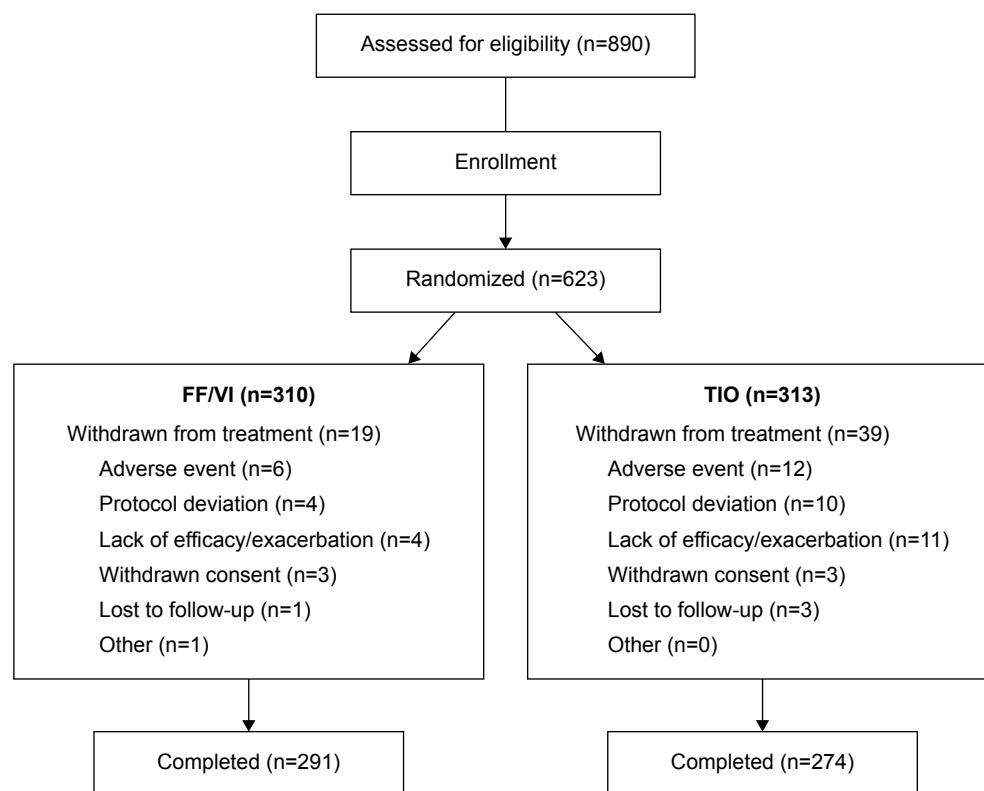 Assessed for eligibility (n=890)
Enrollment
Randomized (n=623)
FF/VI (n=310)
Withdrawn from treatment (n=19)
Adverse event (n=6)
Protocol deviation (n=4)
Lack of efficacy/exacerbation (n=4)
Withdrawn consent (n=3)
Lost to follow-up (n=1)
Other (n=1)
TIO (n=313)
Withdrawn from treatment (n=39)
Adverse event (n=12)
Protocol deviation (n=10)
Lack of efficacy/exacerbation (n=11)
Withdrawn consent (n=3)
Lost to follow-up (n=3)
Other (n=0)
Completed (n=291)
Completed (n=274)